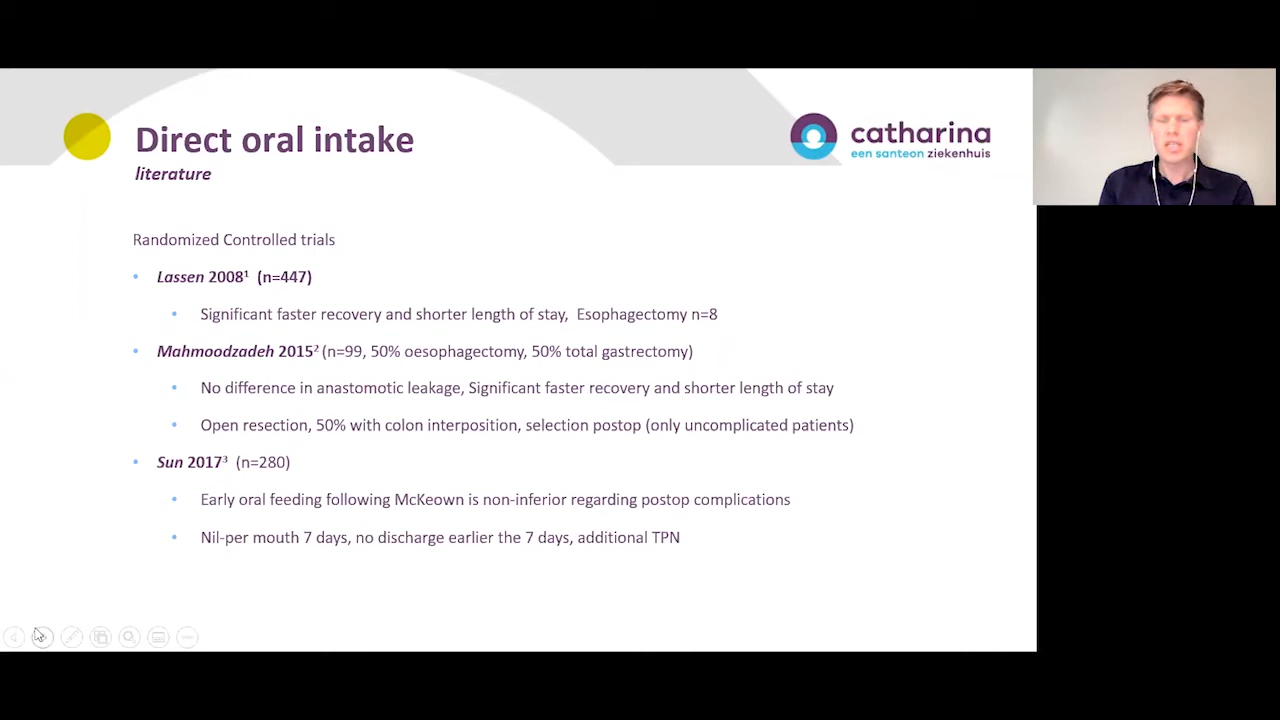 Direct oral intake
literature
catharina
een santeon ziekenhuis
Randomized Controlled trials
• Lassen 2008¹ (n=447)
• Significant faster recovery and shorter length of stay, Esophagectomy n=8
• Mahmoodzadeh 2015² (n=99, 50% oesophagectomy, 50% total gastrectomy)
• No difference in anastomotic leakage, Significant faster recovery and shorter length of stay
• Open resection, 50% with colon interposition, selection postop (only uncomplicated patients)
• Sun 2017³ (n=280)
• Early oral feeding following McKeown is non-inferior regarding postop complications
• Nil-per mouth 7 days, no discharge earlier the 7 days, additional TPN